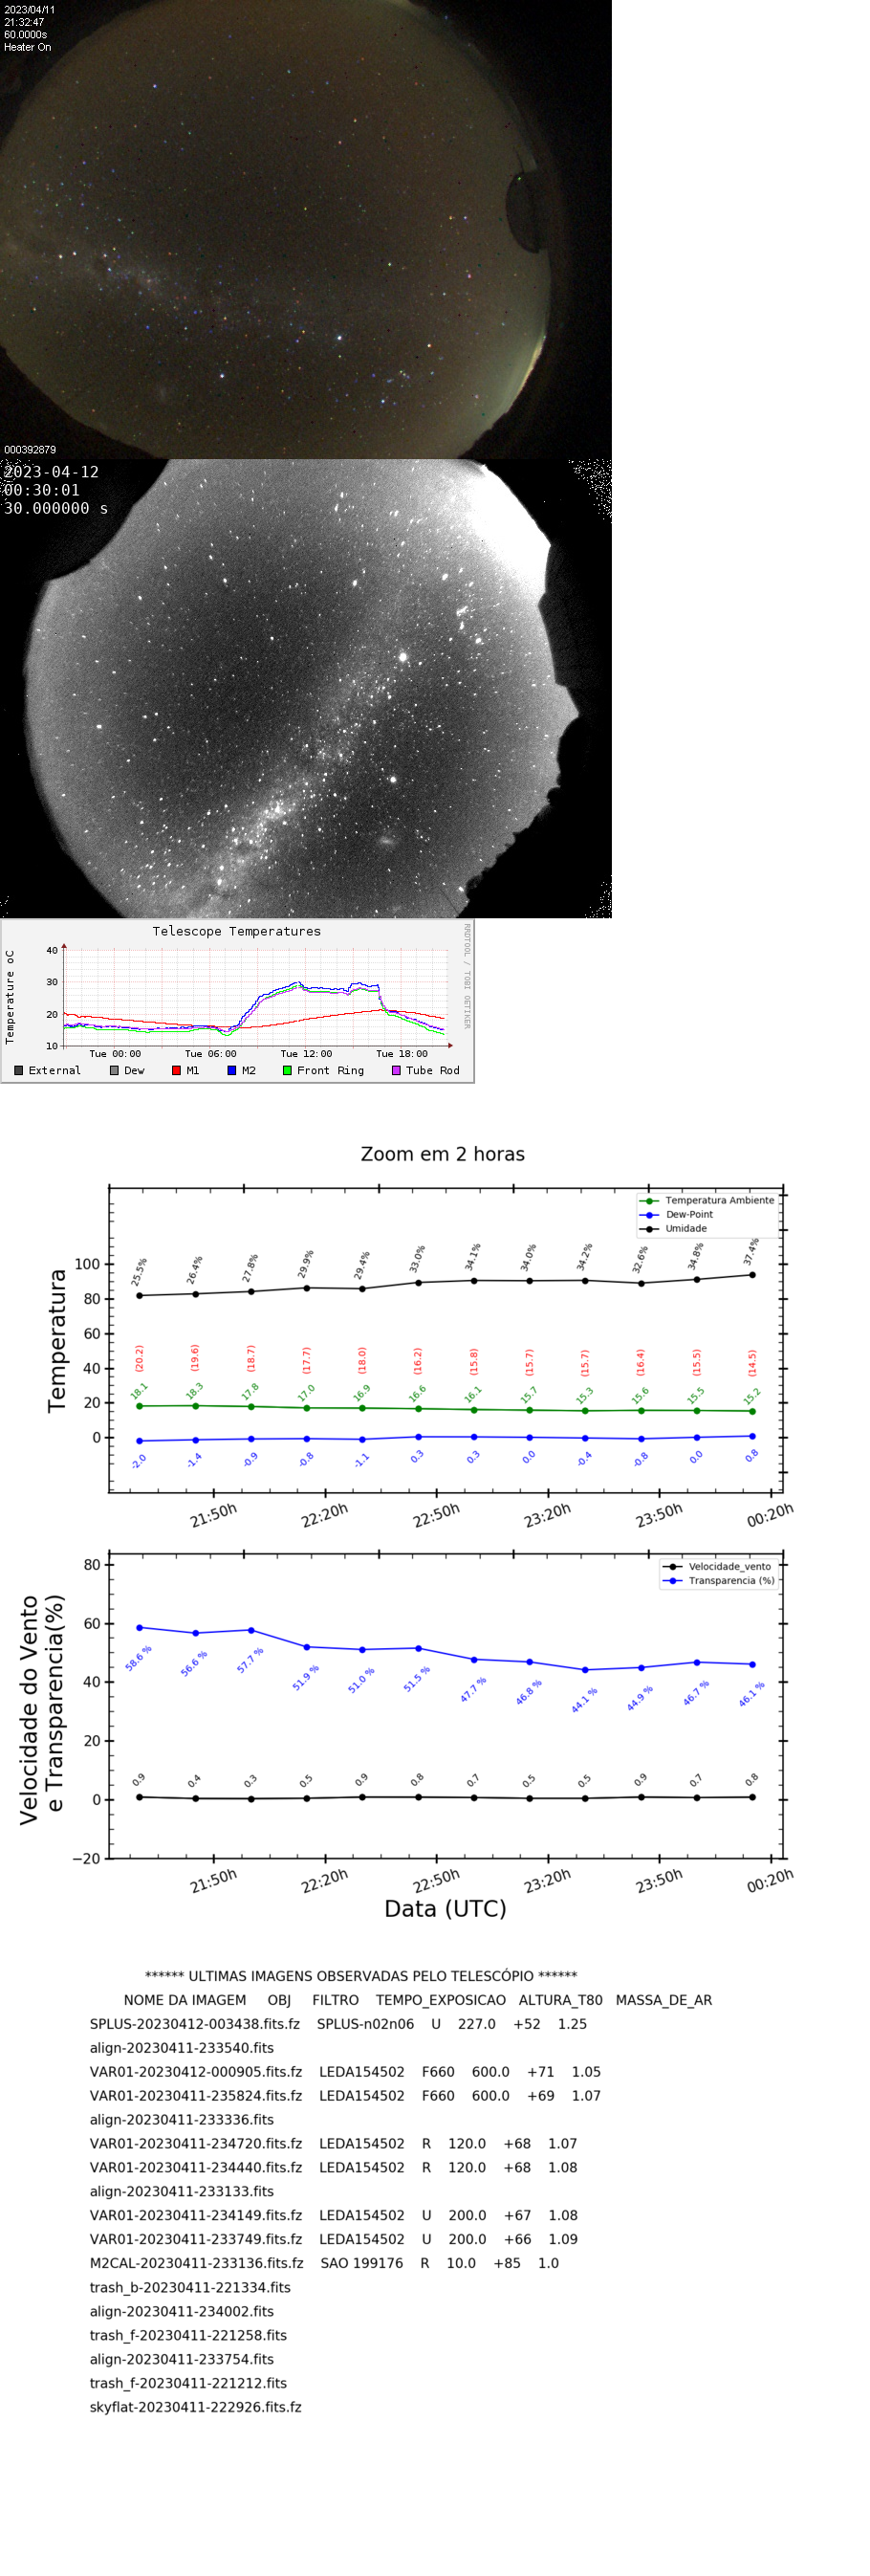 2023/04/11
21:32:47
60.0000s
Heater On
000392879
2023-04-12
00:30:01
30.000000 s
Telescope Temperatures
RRDTOOL / TOBI OETIKER
Temperature oC
40
30
20
10
Tue 00:00 Tue 06:00 Tue 12:00 Tue 18:00
External Dew M1 M2 Front Ring Tube Rod
Zoom em 2 horas
Temperatura Ambiente
Dew-Point
Umidade
Temperatura
100
80
60
40
20
0
25.5% 26.4% 27.8% 29.9% 29.4% 33.0% 34.1% 34.0% 34.2% 32.6% 34.8% 37.4%
(20.2) (19.6) (18.7) (17.7) (18.0) (16.2) (15.8) (15.7) (15.7) (16.4) (15.5) (14.5)
18.1 18.3 17.8 17.0 16.9 16.6 16.1 15.7 15.3 15.6 15.5 15.2
-2.0 -1.4 -0.9 -0.8 -1.1 0.3 0.3 0.0 -0.4 -0.8 0.0 0.8
21:50h 22:20h 22:50h 23:20h 23:50h 00:20h
Velocidade_vento
Transparencia (%)
Velocidade do Vento
e Transparencia(%)
80
60
40
20
0
−20
58.6 % 56.6 % 57.7 % 51.9 % 51.0 % 51.5 % 47.7 % 46.8 % 44.1 % 44.9 % 46.7 % 46.1 %
0.9 0.4 0.3 0.5 0.9 0.8 0.7 0.5 0.5 0.9 0.7 0.8
21:50h 22:20h 22:50h 23:20h 23:50h 00:20h
Data (UTC)
****** ULTIMAS IMAGENS OBSERVADAS PELO TELESCÓPIO ******
NOME DA IMAGEM OBJ FILTRO TEMPO_EXPOSICAO ALTURA_T80 MASSA_DE_AR
SPLUS-20230412-003438.fits.fz SPLUS-n02n06 U 227.0 +52 1.25
align-20230411-233540.fits
VAR01-20230412-000905.fits.fz LEDA154502 F660 600.0 +71 1.05
VAR01-20230411-235824.fits.fz LEDA154502 F660 600.0 +69 1.07
align-20230411-233336.fits
VAR01-20230411-234720.fits.fz LEDA154502 R 120.0 +68 1.07
VAR01-20230411-234440.fits.fz LEDA154502 R 120.0 +68 1.08
align-20230411-233133.fits
VAR01-20230411-234149.fits.fz LEDA154502 U 200.0 +67 1.08
VAR01-20230411-233749.fits.fz LEDA154502 U 200.0 +66 1.09
M2CAL-20230411-233136.fits.fz SAO 199176 R 10.0 +85 1.0
trash_b-20230411-221334.fits
align-20230411-234002.fits
trash_f-20230411-221258.fits
align-20230411-233754.fits
trash_f-20230411-221212.fits
skyflat-20230411-222926.fits.fz